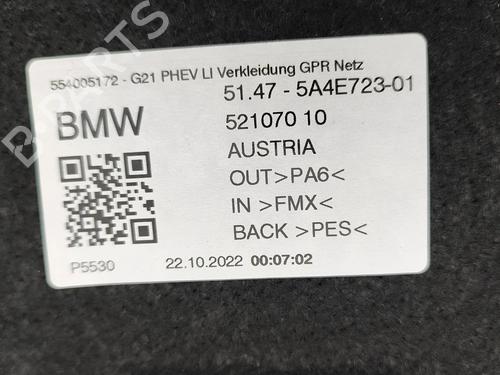 554005172 - G21 PHEV LI Verkleidung GPR Netz
51.47 - 5A4E723-01
BMW
521070 10
AUSTRIA
OUT>PA6<
IN >FMX<
BACK >PES<
P5530
22.10.2022 00:07:02
B-PARTS